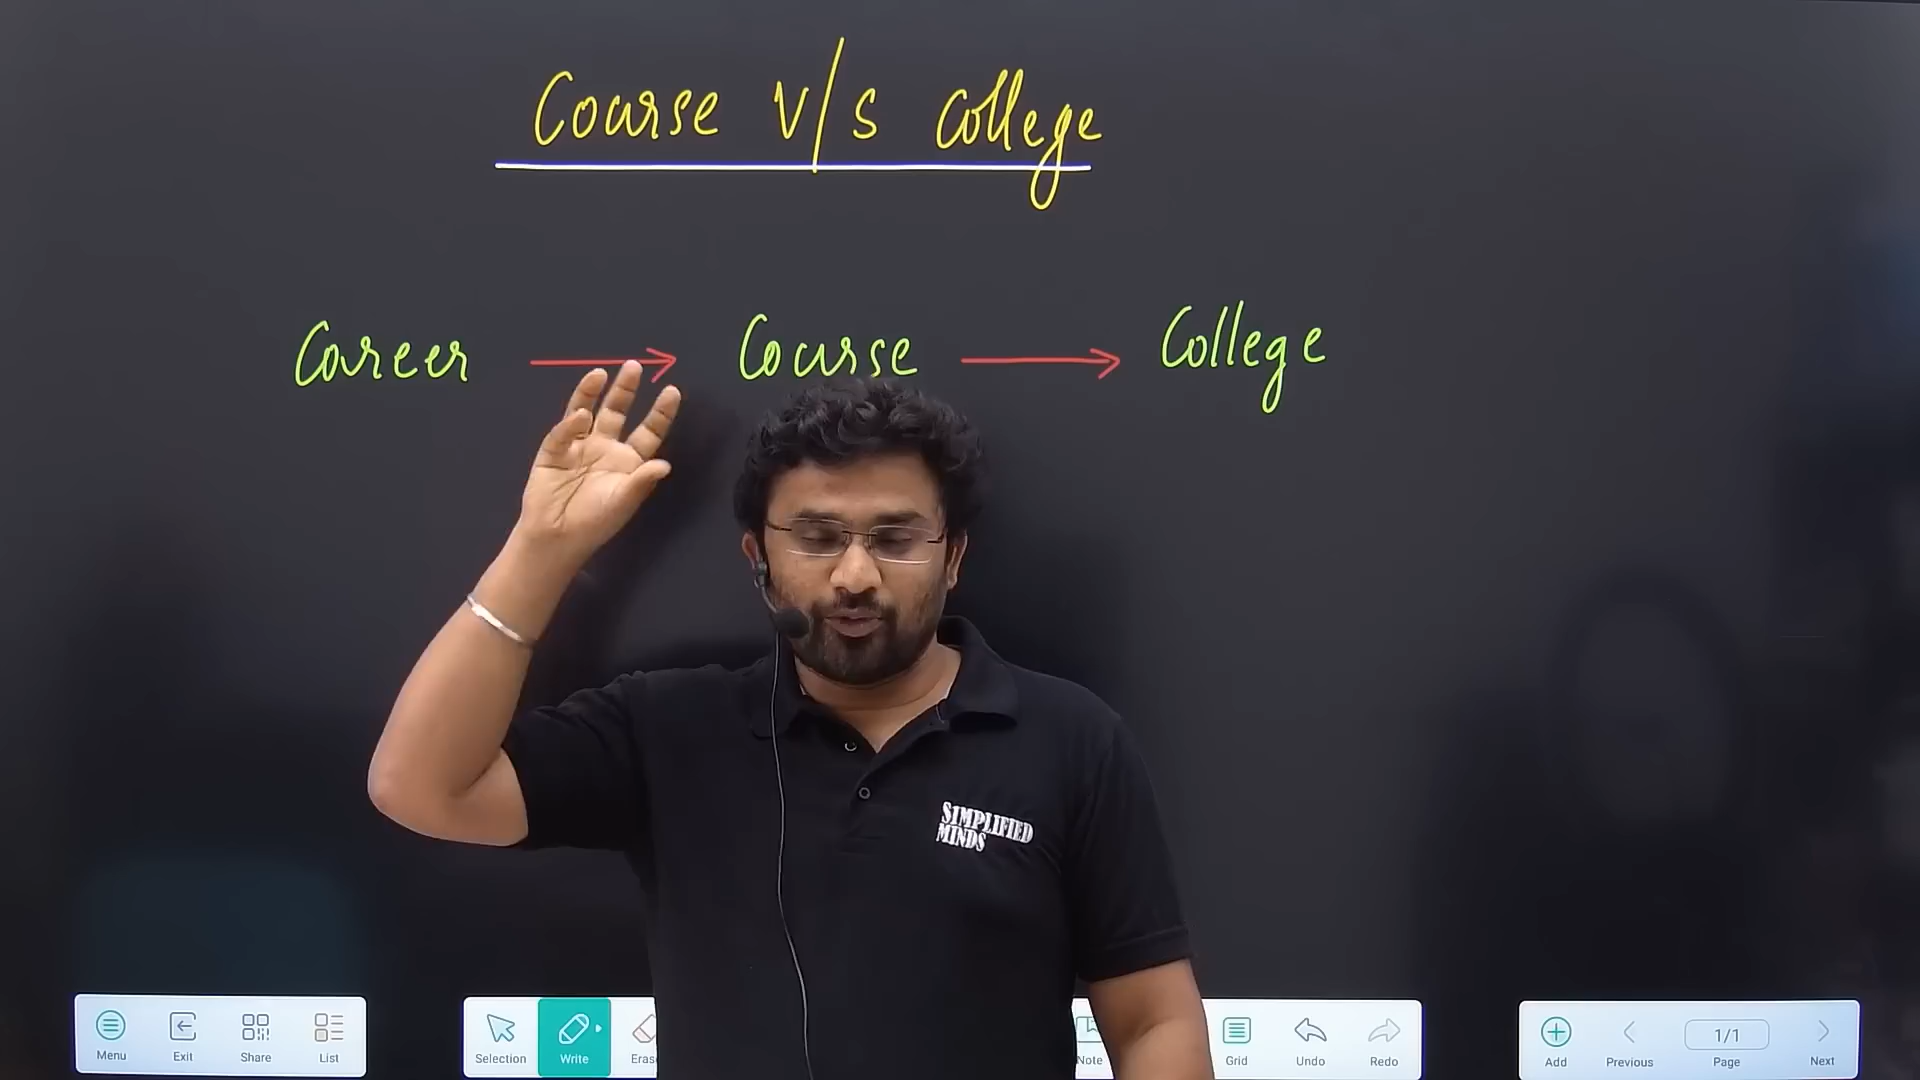 Course v/s College
Career → Course → College
SIMPLIFIED
MINDS
Menu Exit Share List
Selection Write Eras Note Grid Undo Redo
1/1
Add Previous Page Next